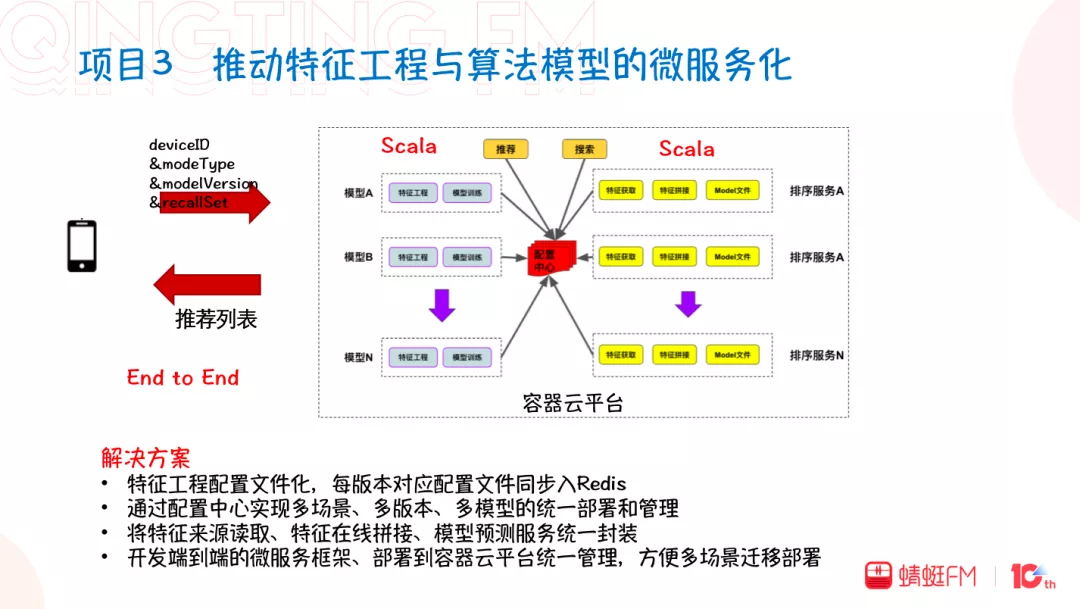 QINGTING FM
项目3 推动特征工程与算法模型的微服务化
deviceID
&modeType
&modelVersion
&recallSet
推荐列表
End to End
Scala
推荐
搜索
Scala
模型A
特征工程
模型训练
特征获取
特征拼接
Model文件
排序服务A
模型B
特征工程
模型训练
配置
中心
特征获取
特征拼接
Model文件
排序服务A
模型N
特征工程
模型训练
特征获取
特征拼接
Model文件
排序服务N
容器云平台
解决方案
• 特征工程配置文件化，每版本对应配置文件同步入Redis
• 通过配置中心实现多场景、多版本、多模型的统一部署和管理
• 将特征来源读取、特征在线拼接、模型预测服务统一封装
• 开发端到端的微服务框架、部署到容器云平台统一管理，方便多场景迁移部署
蜻蜓FM
10th